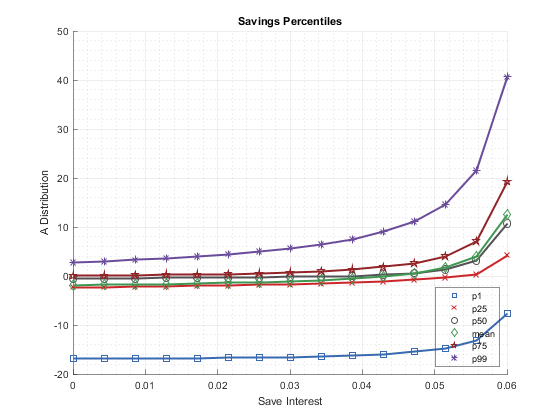 Savings Percentiles
50
40
30
20
10
0
-10
-20
A Distribution
0
0.01
0.02
0.03
0.04
0.05
0.06
Save Interest
p1
p25
p50
mean
p75
p99